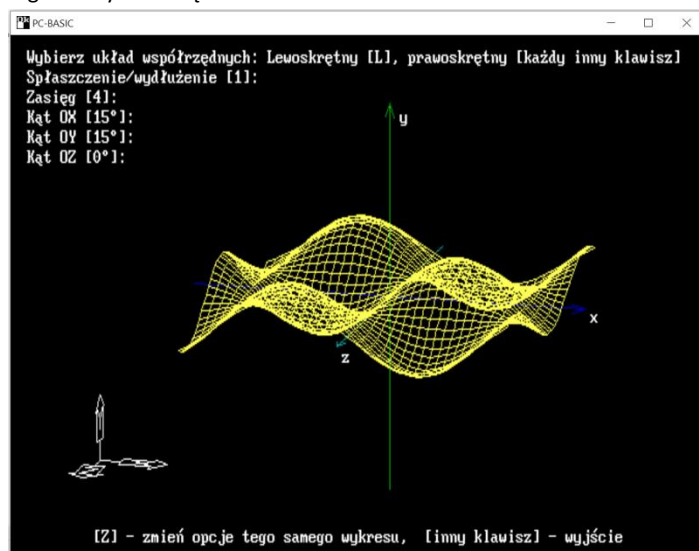 PC-BASIC
Wybierz układ współrzędnych: Lewoskrętny [L], prawoskrętny [każdy inny klawisz]
Spłaszczenie/wydłużenie [1]:
Zasięg [4]:
Kąt OX [15°]:
Kąt OY [15°]:
Kąt OZ [0°]:
y
x
z
[Z] - zmień opcje tego samego wykresu, [inny klawisz] - wyjście